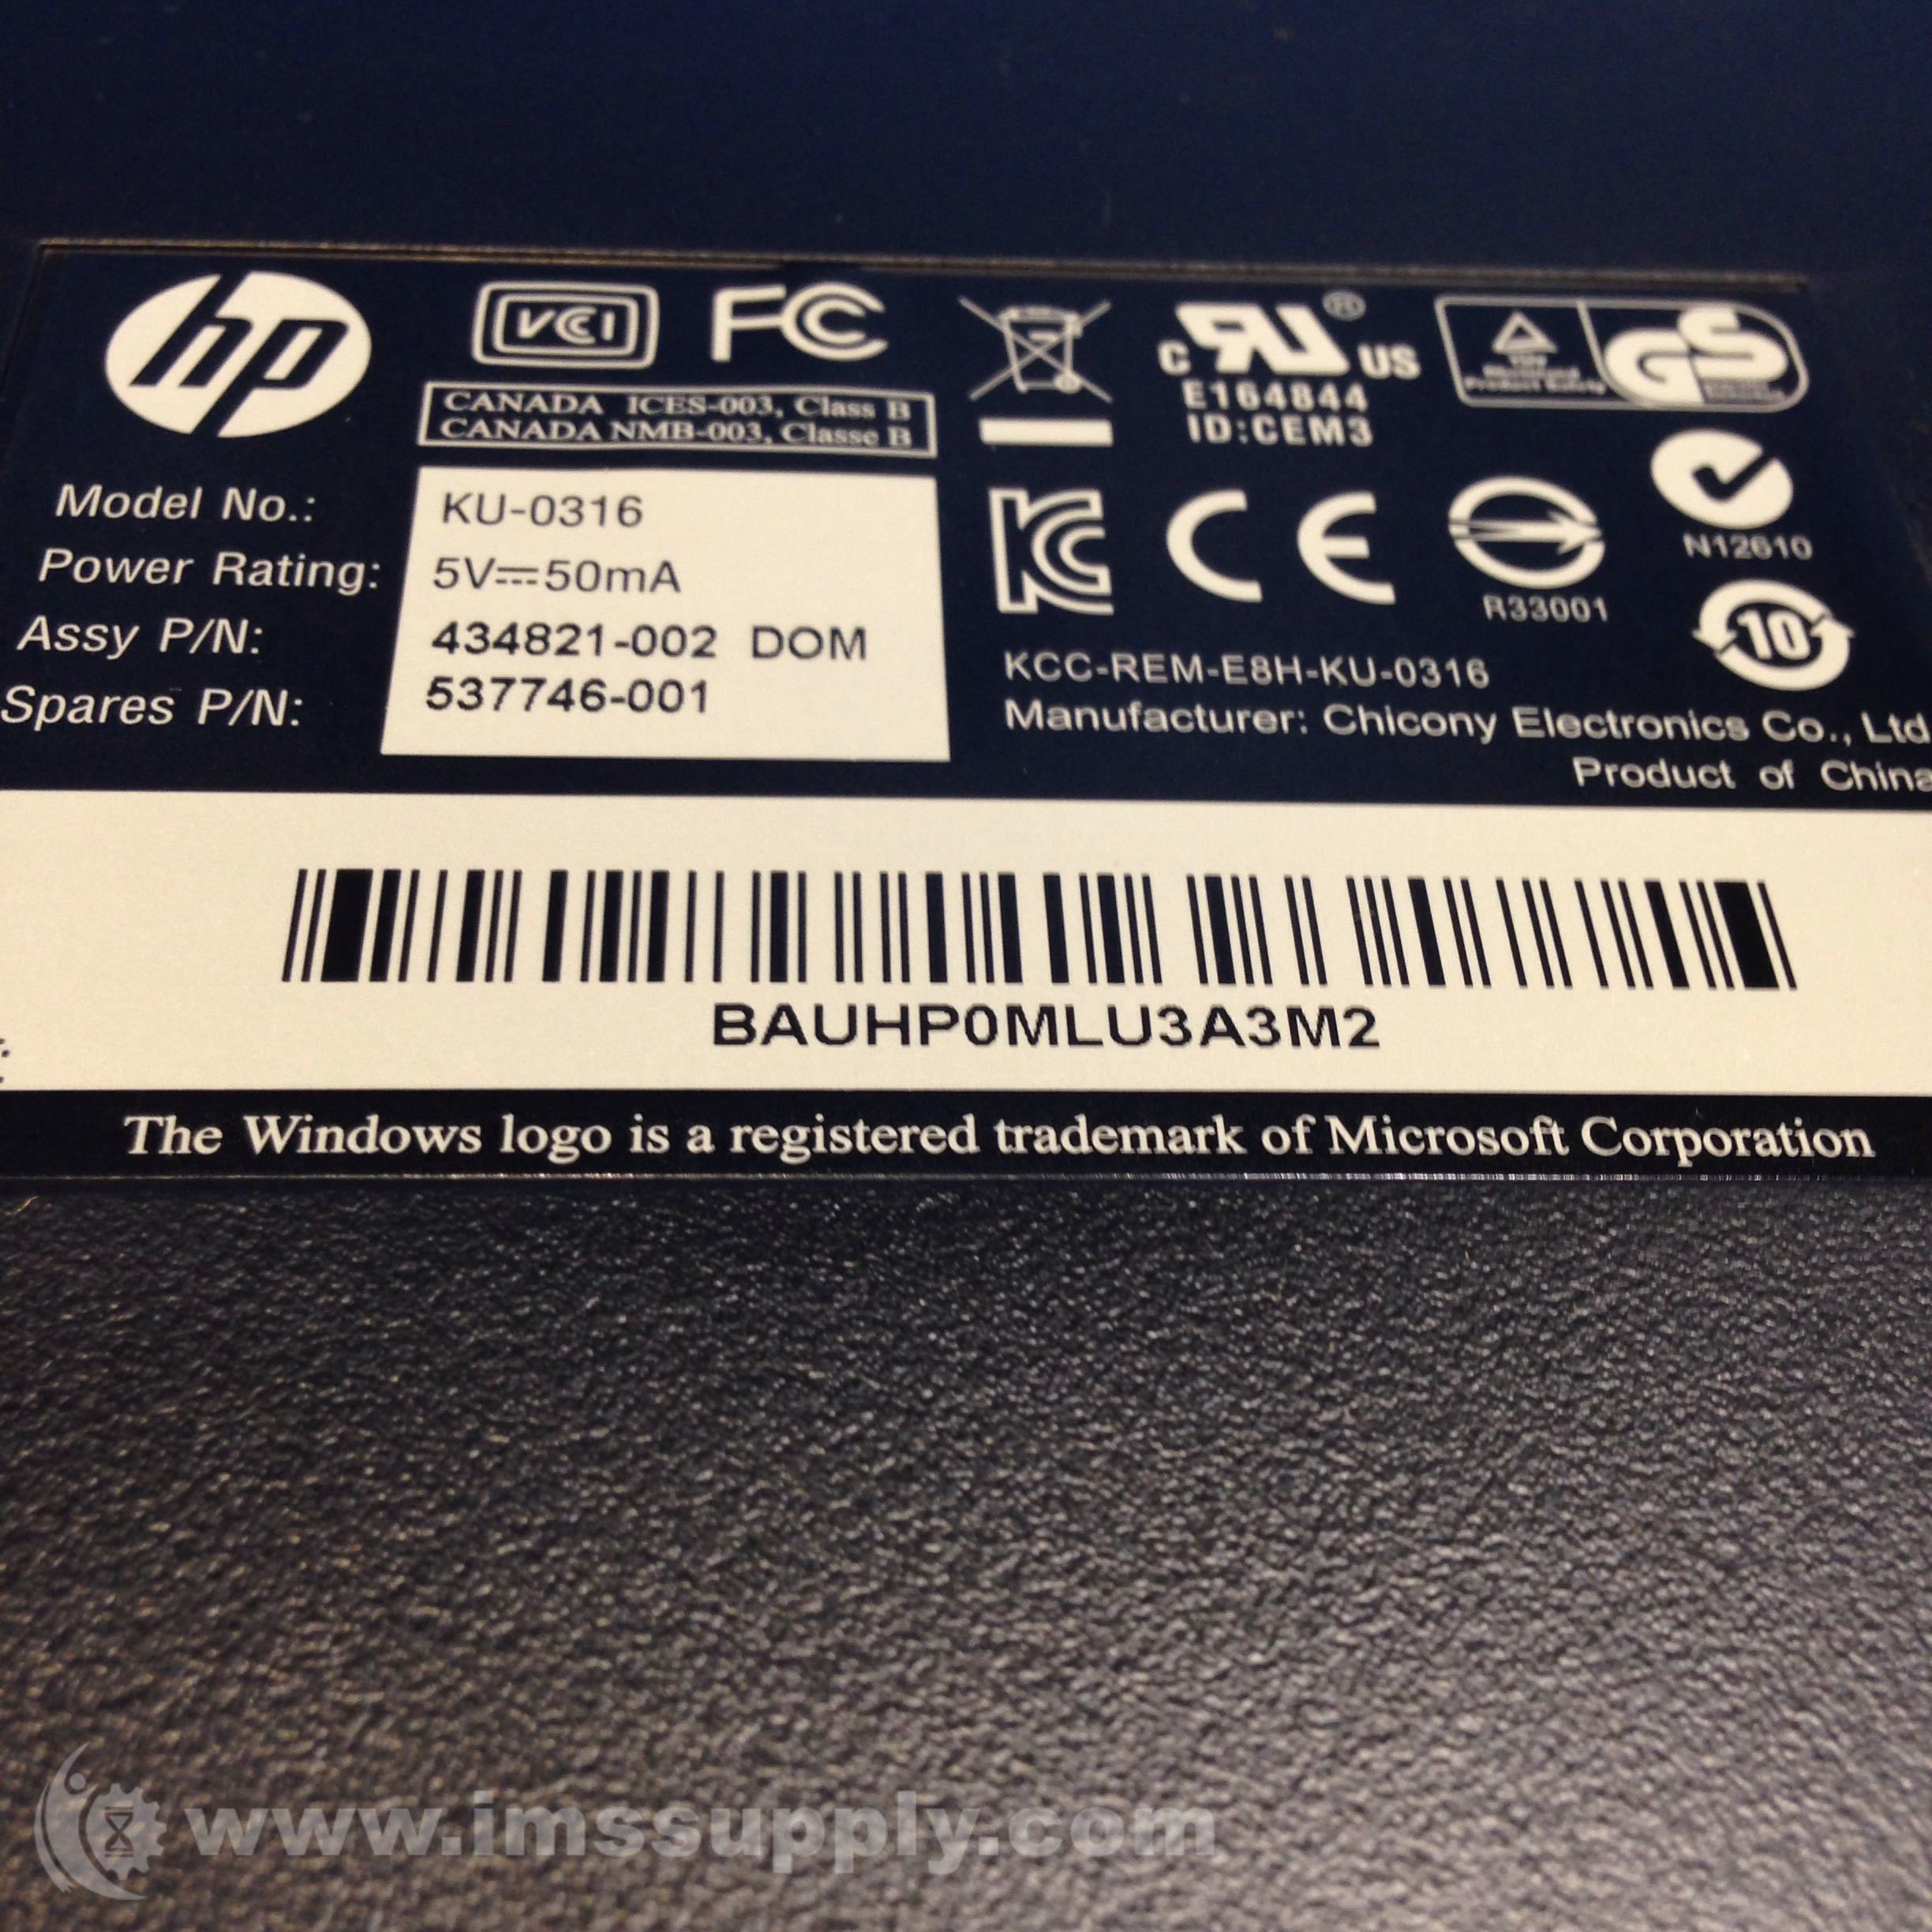 hp
VCI
FC
CANADA ICES-003, Class B
CANADA NMB-003, Classe B
C RU ® US
E164844
ID:CEM3
GS
Model No.: KU-0316
Power Rating: 5V⎓50mA
Assy P/N: 434821-002 DOM
Spares P/N: 537746-001
KC
CE
R33001
N12610
10
KCC-REM-E8H-KU-0316
Manufacturer: Chicony Electronics Co., Ltd
Product of China
BAUHP0MLU3A3M2
The Windows logo is a registered trademark of Microsoft Corporation
www.imssupply.com